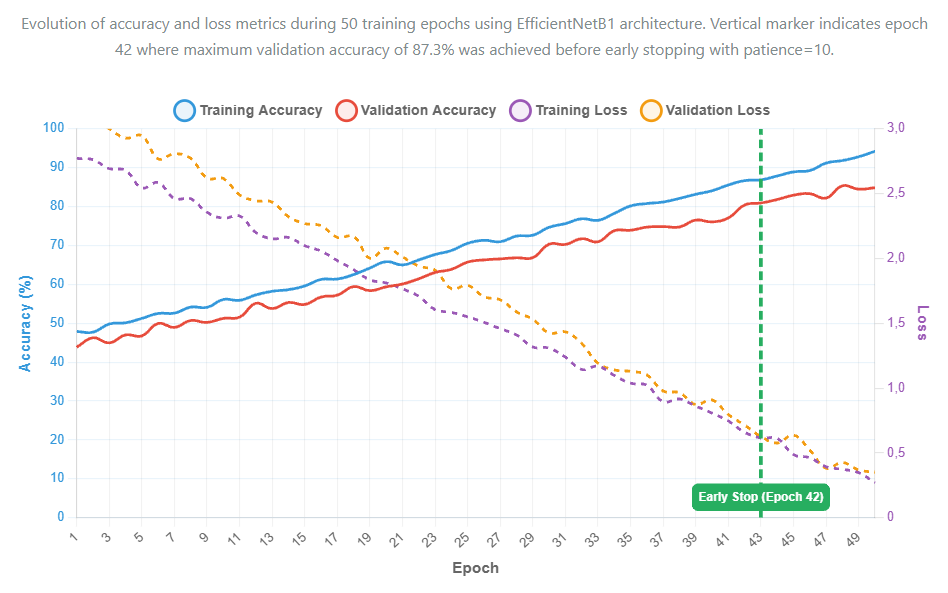 Evolution of accuracy and loss metrics during 50 training epochs using EfficientNetB1 architecture. Vertical marker indicates epoch
42 where maximum validation accuracy of 87.3% was achieved before early stopping with patience=10.
Training Accuracy Validation Accuracy Training Loss Validation Loss
100
90
80
70
60
50
40
30
20
10
0
Accuracy (%)
3,0
2,5
2,0
1,5
1,0
0,5
0
Loss
Early Stop (Epoch 42)
1 3 5 7 9 11 13 15 17 19 21 23 25 27 29 31 33 35 37 39 41 43 45 47 49
Epoch